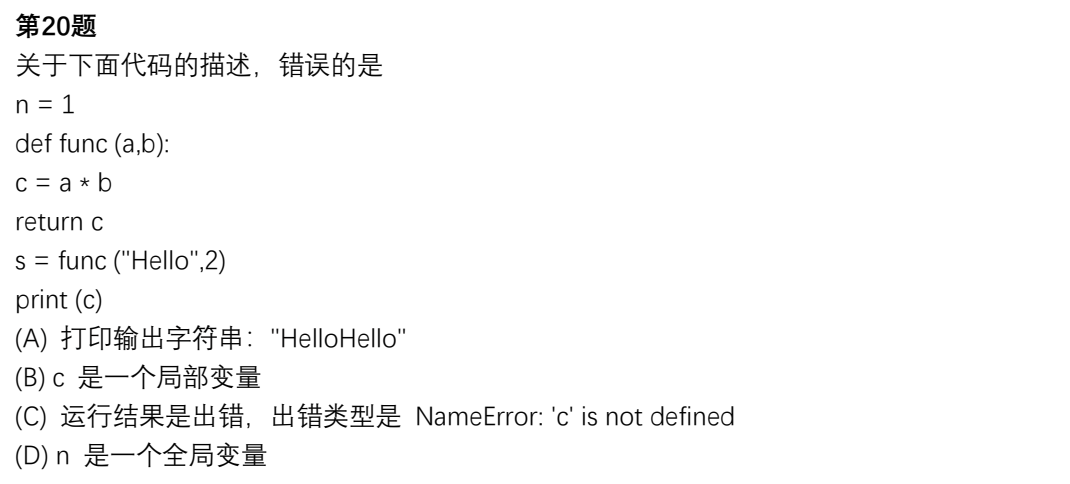 第20题
关于下面代码的描述，错误的是
n = 1
def func (a,b):
c = a * b
return c
s = func ("Hello",2)
print (c)
(A) 打印输出字符串："HelloHello"
(B) c 是一个局部变量
(C) 运行结果是出错，出错类型是 NameError: 'c' is not defined
(D) n 是一个全局变量